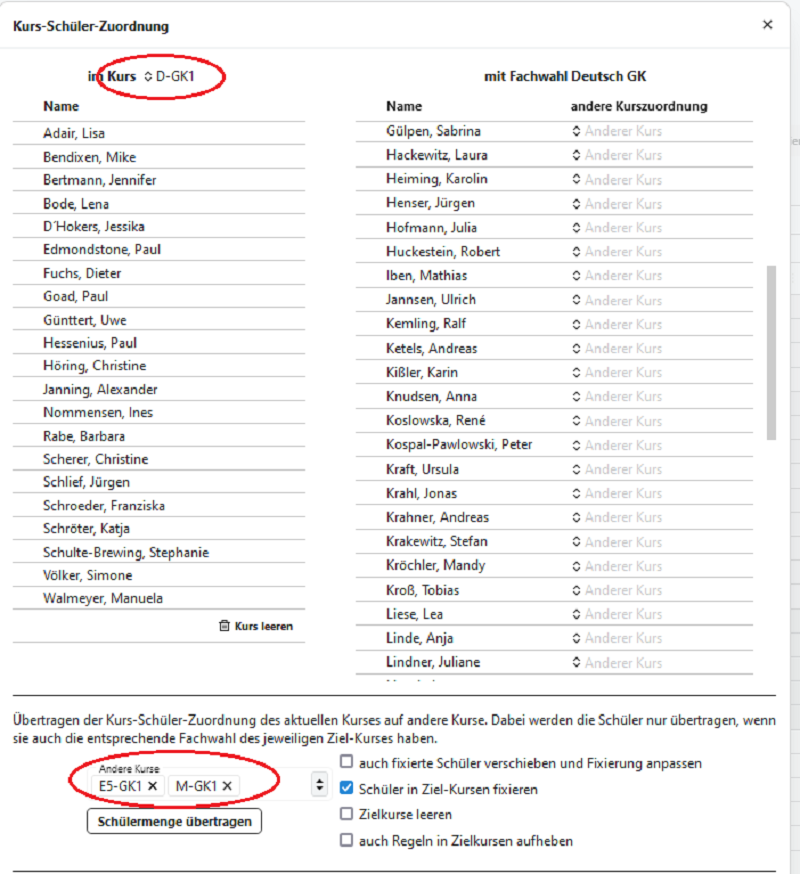 Kurs-Schüler-Zuordnung ×
im Kurs D-GK1
Name
Adair, Lisa
Bendixen, Mike
Bertmann, Jennifer
Bode, Lena
D´Hokers, Jessika
Edmondstone, Paul
Fuchs, Dieter
Goad, Paul
Günttert, Uwe
Hessenius, Paul
Höring, Christine
Janning, Alexander
Nommensen, Ines
Rabe, Barbara
Scherer, Christine
Schlief, Jürgen
Schroeder, Franziska
Schröter, Katja
Schulte-Brewing, Stephanie
Völker, Simone
Walmeyer, Manuela
Kurs leeren
mit Fachwahl Deutsch GK
Name andere Kurszuordnung
Gülpen, Sabrina Anderer Kurs
Hackewitz, Laura Anderer Kurs
Heiming, Karolin Anderer Kurs
Henser, Jürgen Anderer Kurs
Hofmann, Julia Anderer Kurs
Huckestein, Robert Anderer Kurs
Iben, Mathias Anderer Kurs
Jannsen, Ulrich Anderer Kurs
Kemling, Ralf Anderer Kurs
Ketels, Andreas Anderer Kurs
Kißler, Karin Anderer Kurs
Knudsen, Anna Anderer Kurs
Koslowska, René Anderer Kurs
Kospal-Pawlowski, Peter Anderer Kurs
Kraft, Ursula Anderer Kurs
Krahl, Jonas Anderer Kurs
Krahner, Andreas Anderer Kurs
Krakewitz, Stefan Anderer Kurs
Kröchler, Mandy Anderer Kurs
Kroß, Tobias Anderer Kurs
Liese, Lea Anderer Kurs
Linde, Anja Anderer Kurs
Lindner, Juliane Anderer Kurs
Übertragen der Kurs-Schüler-Zuordnung des aktuellen Kurses auf andere Kurse. Dabei werden die Schüler nur übertragen, wenn
sie auch die entsprechende Fachwahl des jeweiligen Ziel-Kurses haben.
Andere Kurse
E5-GK1 × M-GK1 ×
Schülermenge übertragen
auch fixierte Schüler verschieben und Fixierung anpassen
Schüler in Ziel-Kursen fixieren
Zielkurse leeren
auch Regeln in Zielkursen aufheben